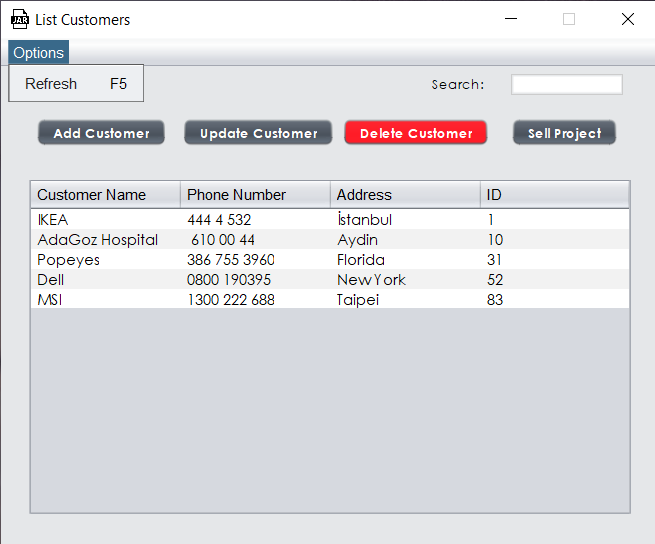 JAR List Customers
Options
Refresh F5
Search:
Add Customer Update Customer Delete Customer Sell Project
Customer Name Phone Number Address ID
IKEA 444 4 532 İstanbul 1
AdaGoz Hospital 610 00 44 Aydin 10
Popeyes 386 755 3960 Florida 31
Dell 0800 190395 New York 52
MSI 1300 222 688 Taipei 83